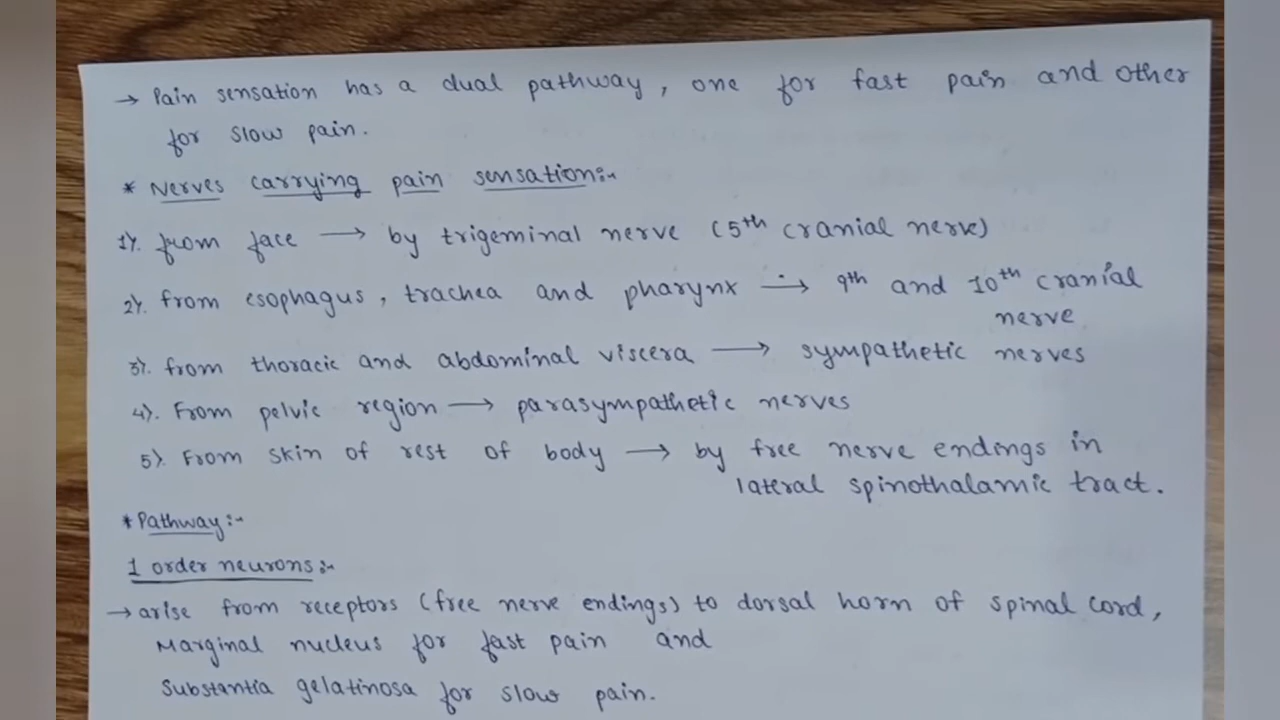 → Pain sensation has a dual pathway, one for fast pain and other
for slow pain.
* Nerves carrying pain sensation:-
1). from face → by trigeminal nerve (5th cranial nerve)
2). from esophagus, trachea and pharynx → 9th and 10th cranial
nerve
3). from thoracic and abdominal viscera → sympathetic nerves
4). From pelvic region → parasympathetic nerves
5). From skin of rest of body → by free nerve endings in
lateral spinothalamic tract.
* Pathway:-
1 order neurons:-
→ arise from receptors (free nerve endings) to dorsal horn of spinal cord,
Marginal nucleus for fast pain and
Substantia gelatinosa for slow pain.